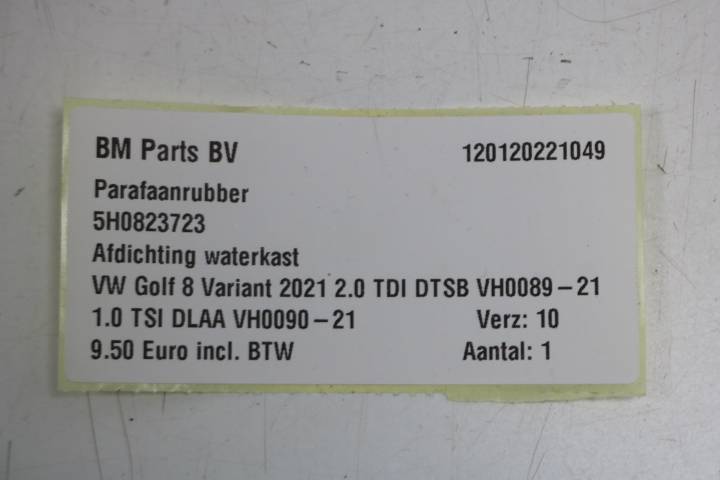 BM Parts BV 120120221049
Parafaanrubber
5H0823723
Afdichting waterkast
VW Golf 8 Variant 2021 2.0 TDI DTSB VH0089-21
1.0 TSI DLAA VH0090-21 Verz: 10
9.50 Euro incl. BTW Aantal: 1